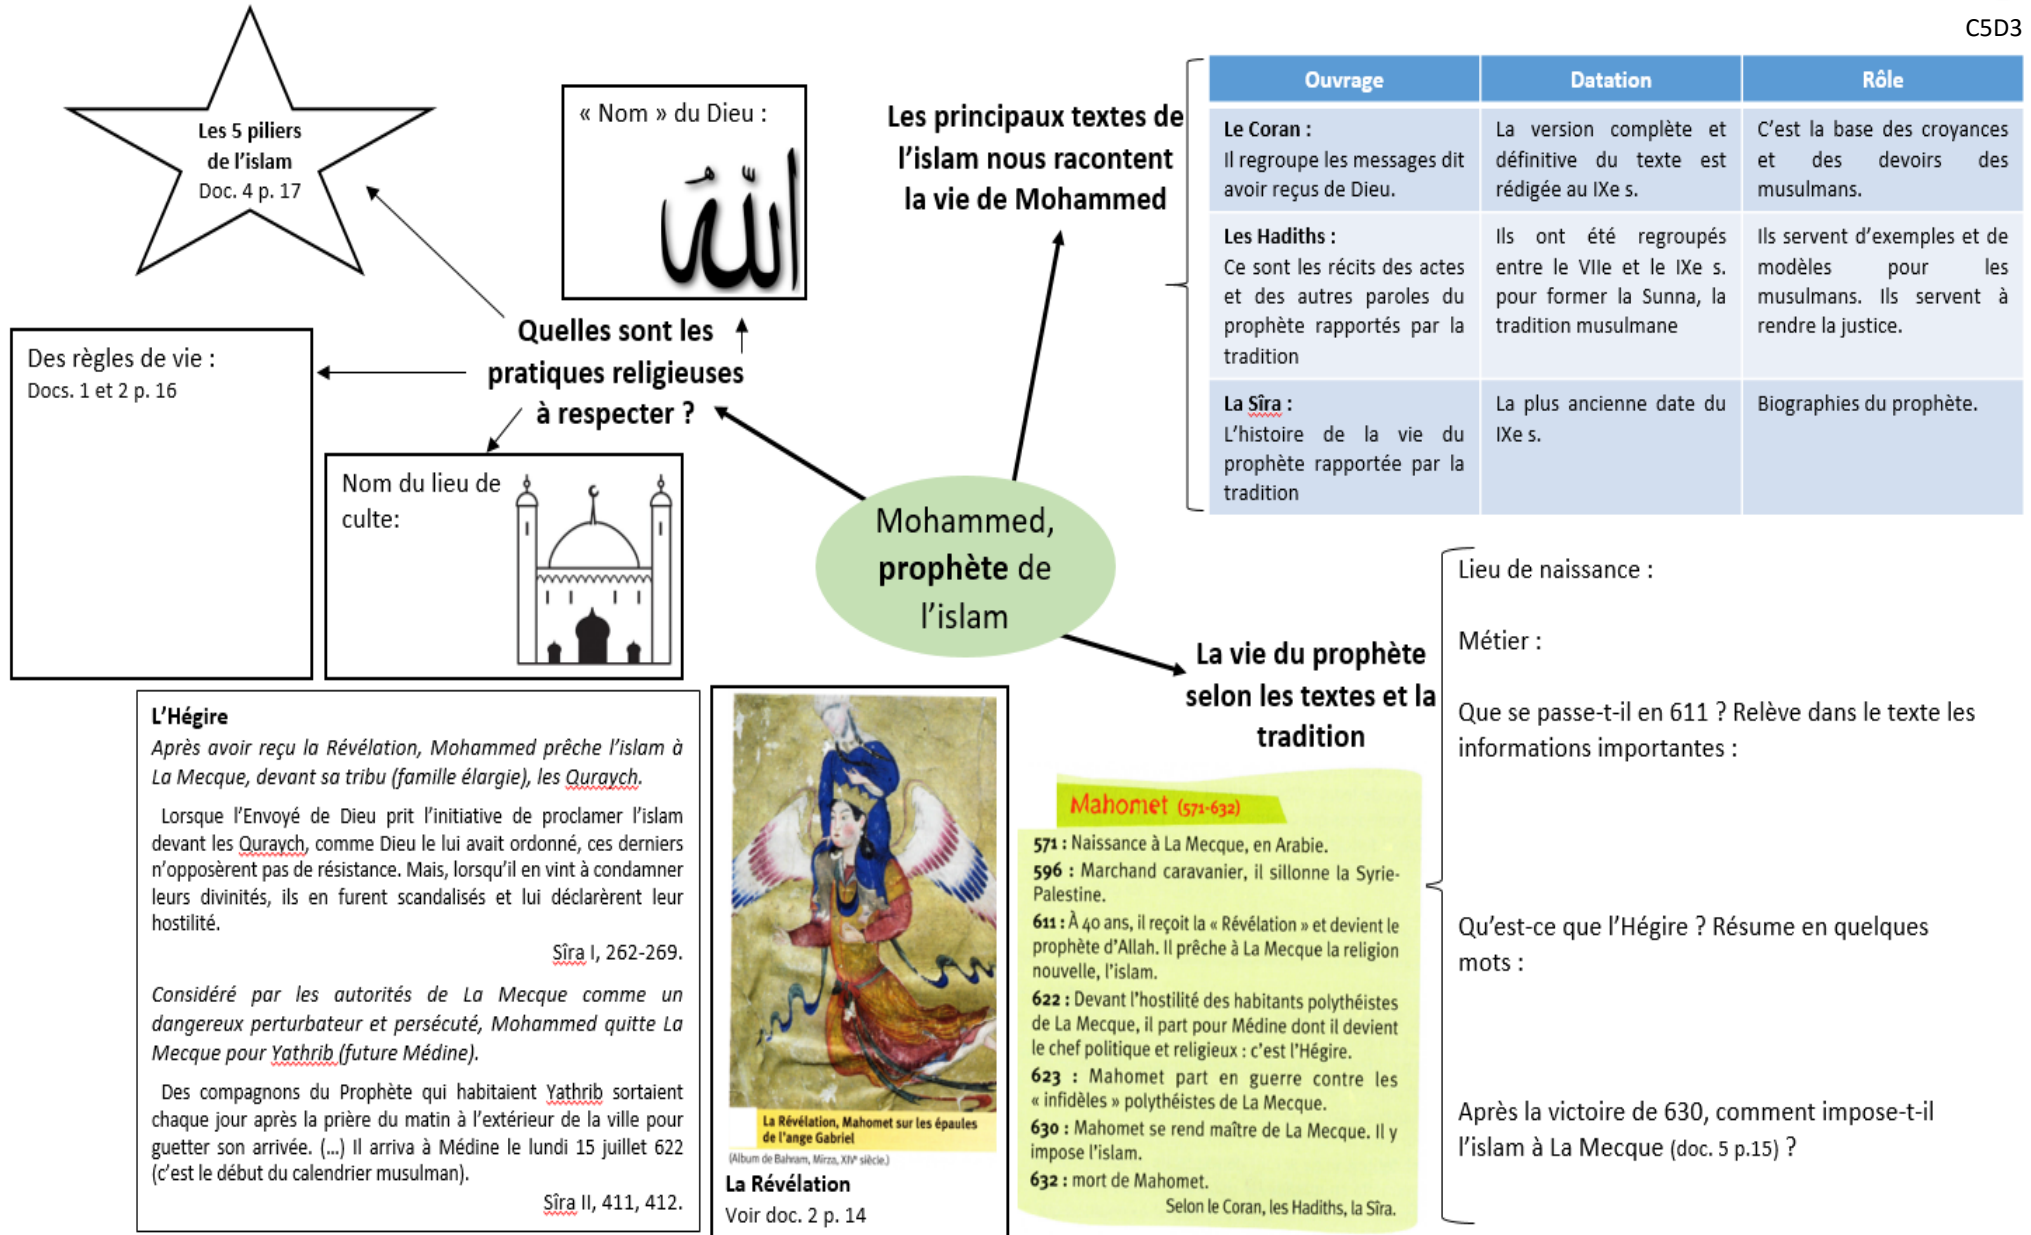 C5D3
Les 5 piliers
de l’islam
Doc. 4 p. 17
« Nom » du Dieu :
الله
Quelles sont les
pratiques religieuses
à respecter ?
Des règles de vie :
Docs. 1 et 2 p. 16
Nom du lieu de
culte:
Les principaux textes de
l’islam nous racontent
la vie de Mohammed
Ouvrage
Datation
Rôle
Le Coran :
Il regroupe les messages dit
avoir reçus de Dieu.
La version complète et
définitive du texte est
rédigée au IXe s.
C’est la base des croyances
et des devoirs des
musulmans.
Les Hadiths :
Ce sont les récits des actes
et des autres paroles du
prophète rapportés par la
tradition
Ils ont été regroupés
entre le VIIe et le IXe s.
pour former la Sunna, la
tradition musulmane
Ils servent d’exemples et de
modèles pour les
musulmans. Ils servent à
rendre la justice.
La Sîra :
L’histoire de la vie du
prophète rapportée par la
tradition
La plus ancienne date du
IXe s.
Biographies du prophète.
Mohammed,
prophète de
l’islam
La vie du prophète
selon les textes et la
tradition
Lieu de naissance :
Métier :
Que se passe-t-il en 611 ? Relève dans le texte les
informations importantes :
Qu’est-ce que l’Hégire ? Résume en quelques
mots :
Après la victoire de 630, comment impose-t-il
l’islam à La Mecque (doc. 5 p.15) ?
L’Hégire
Après avoir reçu la Révélation, Mohammed prêche l’islam à
La Mecque, devant sa tribu (famille élargie), les Quraych.
Lorsque l’Envoyé de Dieu prit l’initiative de proclamer l’islam
devant les Quraych, comme Dieu le lui avait ordonné, ces derniers
n’opposèrent pas de résistance. Mais, lorsqu’il en vint à condamner
leurs divinités, ils en furent scandalisés et lui déclarèrent leur
hostilité.
Sîra I, 262-269.
Considéré par les autorités de La Mecque comme un
dangereux perturbateur et persécuté, Mohammed quitte La
Mecque pour Yathrib (future Médine).
Des compagnons du Prophète qui habitaient Yathrib sortaient
chaque jour après la prière du matin à l’extérieur de la ville pour
guetter son arrivée. (…) Il arriva à Médine le lundi 15 juillet 622
(c’est le début du calendrier musulman).
Sîra II, 411, 412.
La Révélation, Mahomet sur les épaules
de l’ange Gabriel
(Album de Bahram, Mirza, XIVe siècle.)
La Révélation
Voir doc. 2 p. 14
Mahomet (571-632)
571 : Naissance à La Mecque, en Arabie.
596 : Marchand caravanier, il sillonne la Syrie-
Palestine.
611 : À 40 ans, il reçoit la « Révélation » et devient le
prophète d’Allah. Il prêche à La Mecque la religion
nouvelle, l’islam.
622 : Devant l’hostilité des habitants polythéistes
de La Mecque, il part pour Médine dont il devient
le chef politique et religieux : c’est l’Hégire.
623 : Mahomet part en guerre contre les
« infidèles » polythéistes de La Mecque.
630 : Mahomet se rend maître de La Mecque. Il y
impose l’islam.
632 : mort de Mahomet.
Selon le Coran, les Hadiths, la Sîra.